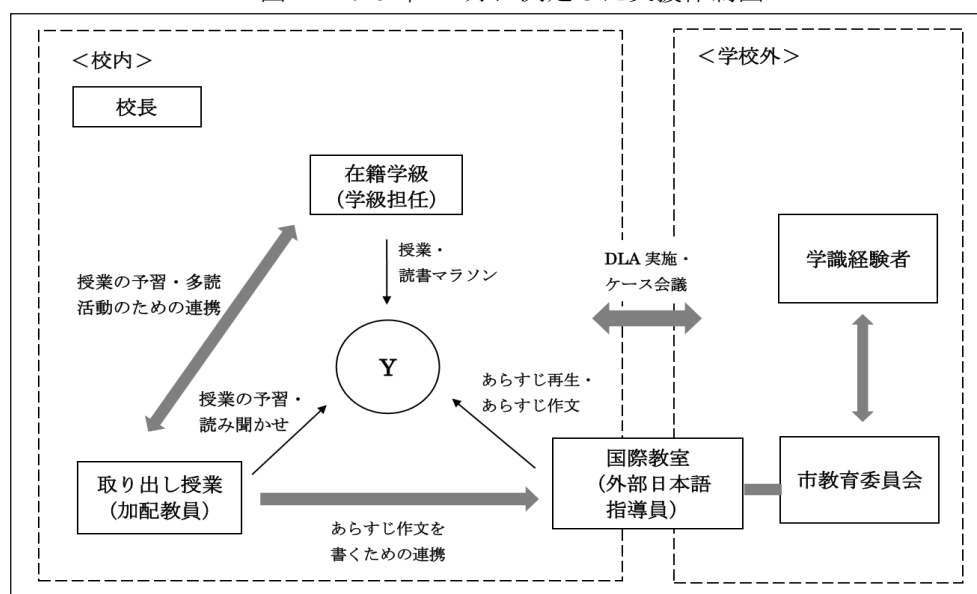 ＜校内＞
校長
在籍学級
（学級担任）
授業・
読書マラソン
授業の予習・多読
活動のための連携
Y
授業の予習・
読み聞かせ
あらすじ再生・
あらすじ作文
取り出し授業
（加配教員）
あらすじ作文を
書くための連携
国際教室
（外部日本語
指導員）
DLA 実施・
ケース会議
＜学校外＞
学識経験者
市教育委員会